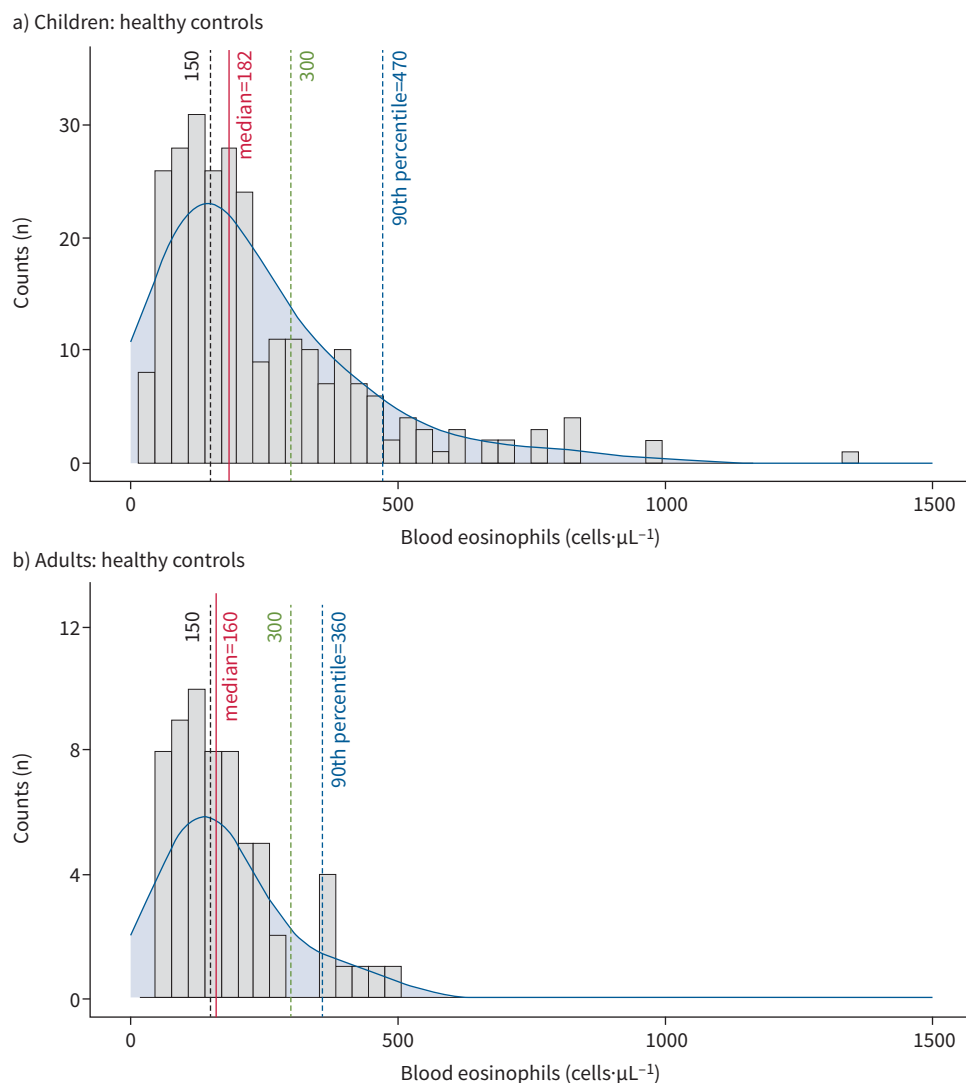 a) Children: healthy controls
150
median=182
300
90th percentile=470
30
20
10
0
Counts (n)
0 500 1000 1500
Blood eosinophils (cells·μL⁻¹)
b) Adults: healthy controls
150
median=160
300
90th percentile=360
12
8
4
0
Counts (n)
0 500 1000 1500
Blood eosinophils (cells·μL⁻¹)